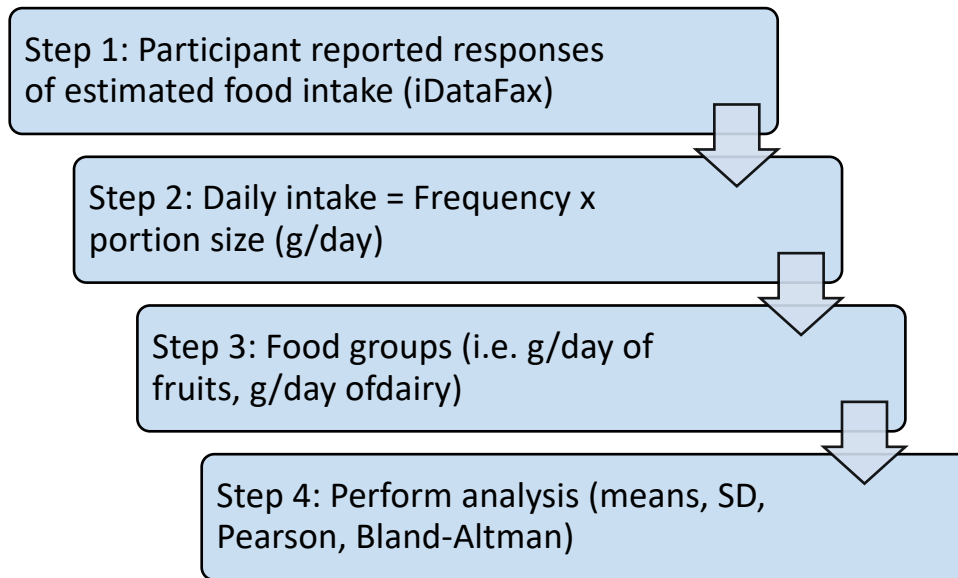 Step 1: Participant reported responses
of estimated food intake (iDataFax)
Step 2: Daily intake = Frequency x
portion size (g/day)
Step 3: Food groups (i.e. g/day of
fruits, g/day ofdairy)
Step 4: Perform analysis (means, SD,
Pearson, Bland-Altman)